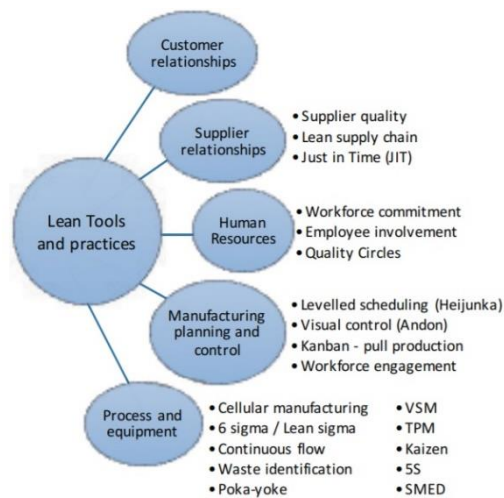 Customer
relationships
Supplier
relationships
• Supplier quality
• Lean supply chain
• Just in Time (JIT)
Lean Tools
and practices
Human
Resources
• Workforce commitment
• Employee involvement
• Quality Circles
Manufacturing
planning and
control
• Levelled scheduling (Heijunka)
• Visual control (Andon)
• Kanban - pull production
• Workforce engagement
Process and
equipment
• Cellular manufacturing
• 6 sigma / Lean sigma
• Continuous flow
• Waste identification
• Poka-yoke
• VSM
• TPM
• Kaizen
• 5S
• SMED